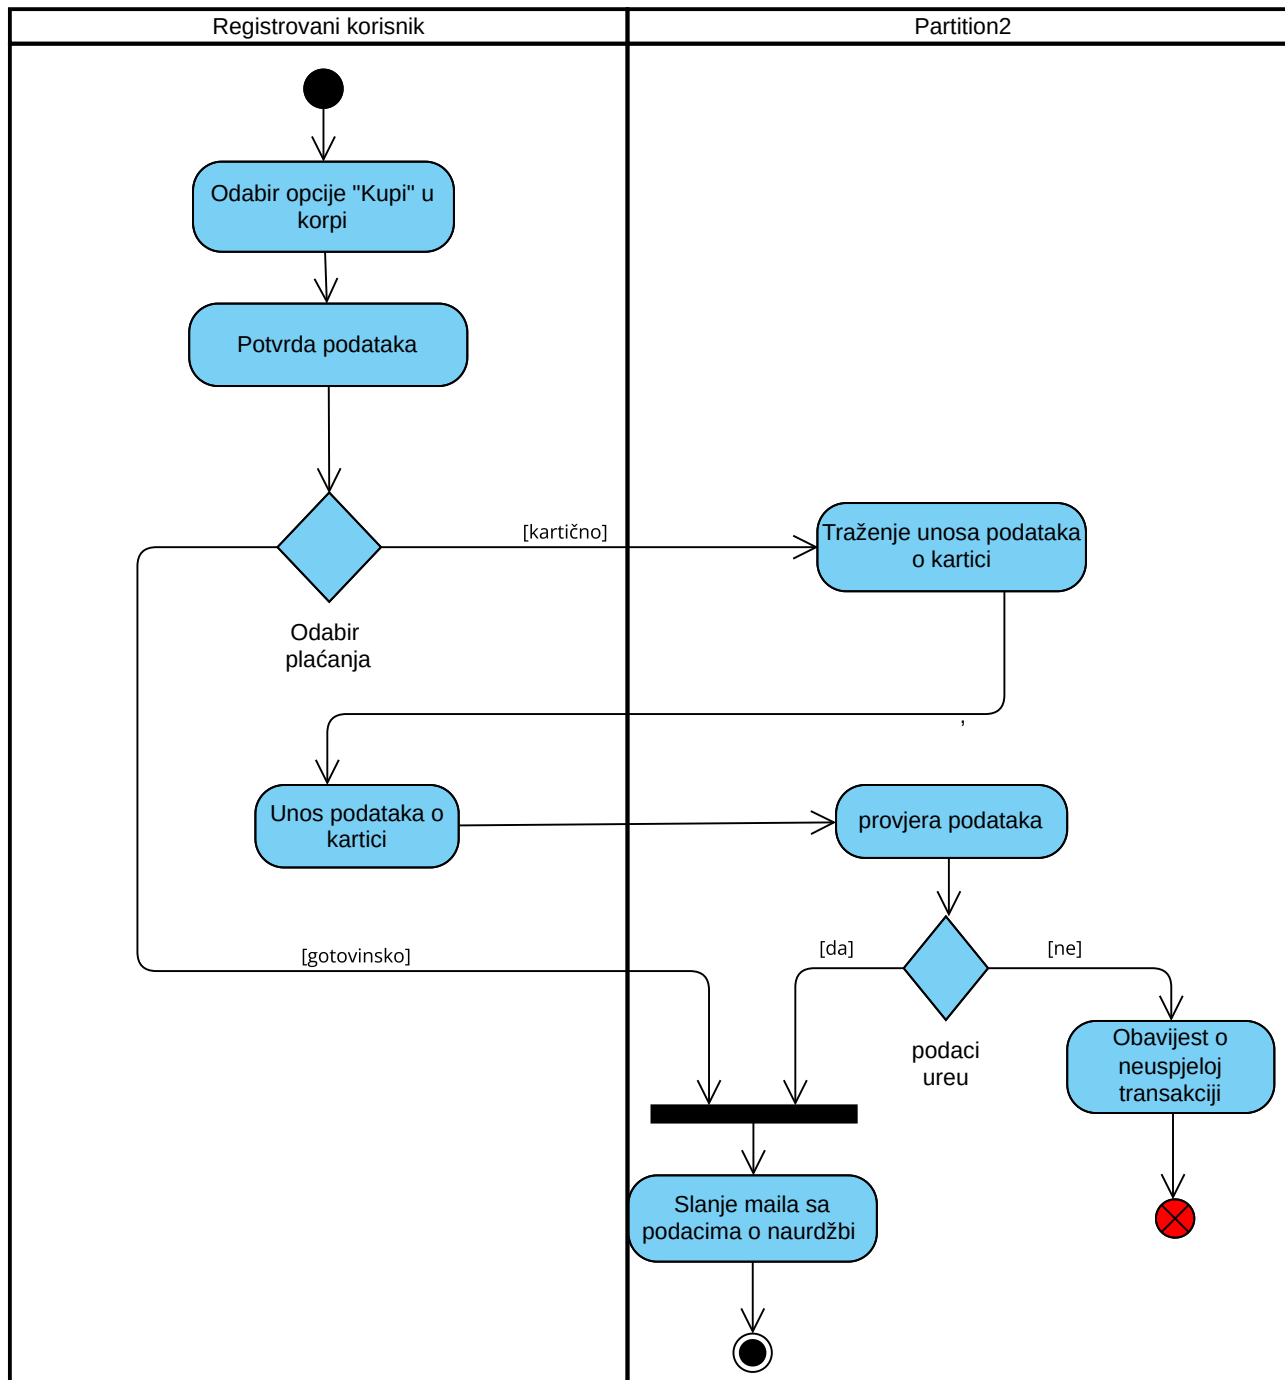 Registrovani korisnik
Partition2
Odabir opcije "Kupi" u
korpi
Potvrda podataka
[kartično]
Traženje unosa podataka
o kartici
Odabir
plaćanja
,
Unos podataka o
kartici
provjera podataka
[gotovinsko]
[da]
[ne]
podaci
ureu
Obavijest o
neuspjeloj
transakciji
Slanje maila sa
podacima o naurdžbi